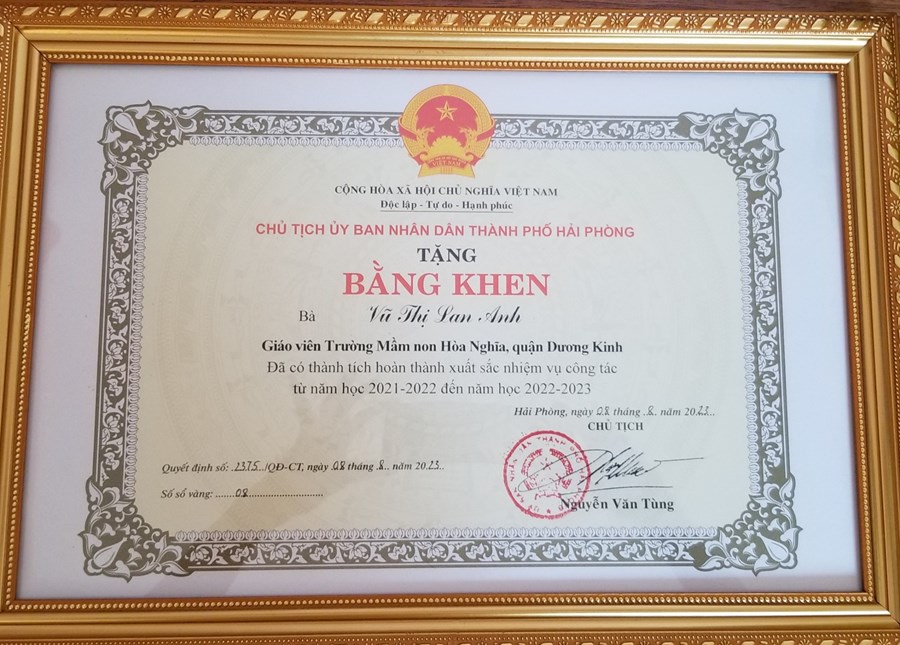 VIỆT NAM
CỘNG HÒA XÃ HỘI CHỦ NGHĨA VIỆT NAM
Độc lập - Tự do - Hạnh phúc
CHỦ TỊCH ỦY BAN NHÂN DÂN THÀNH PHỐ HẢI PHÒNG
TẶNG
BẰNG KHEN
Bà Vũ Thị Lan Anh
Giáo viên Trường Mầm non Hòa Nghĩa, quận Dương Kinh
Đã có thành tích hoàn thành xuất sắc nhiệm vụ công tác
từ năm học 2021-2022 đến năm học 2022-2023
Hải Phòng, ngày 08 tháng 8 năm 2023
CHỦ TỊCH
Quyết định số: 2375 /QĐ-CT, ngày 08 tháng 8 năm 2023
Số sổ vàng: 08
Nguyễn Văn Tùng